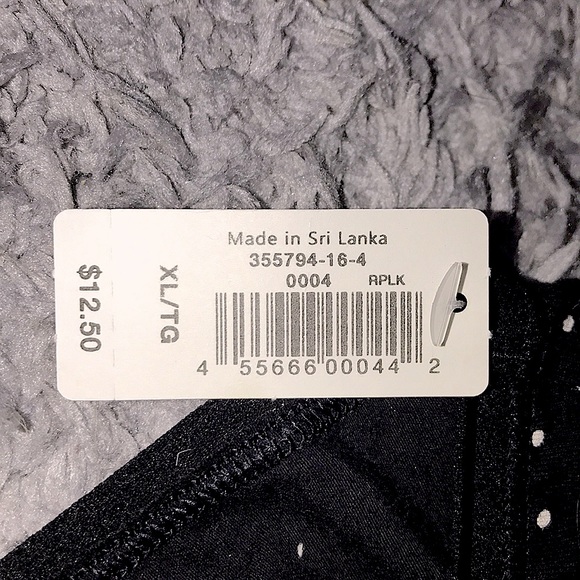 Made in Sri Lanka
355794-16-4
0004 RPLK
4 55666 00044 2
XL/TG
$12.50